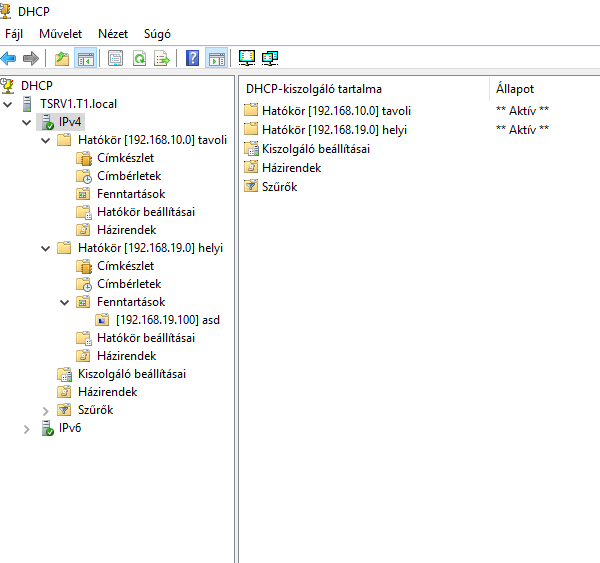 DHCP
Fájl Művelet Nézet Súgó
DHCP
TSRV1.T1.local
IPv4
Hatókör [192.168.10.0] tavoli
Címkészlet
Címbérletek
Fenntartások
Hatókör beállításai
Házirendek
Hatókör [192.168.19.0] helyi
Címkészlet
Címbérletek
Fenntartások
[192.168.19.100] asd
Hatókör beállításai
Házirendek
Kiszolgáló beállításai
Házirendek
Szűrők
IPv6
DHCP-kiszolgáló tartalma Állapot
Hatókör [192.168.10.0] tavoli ** Aktív **
Hatókör [192.168.19.0] helyi ** Aktív **
Kiszolgáló beállításai
Házirendek
Szűrők